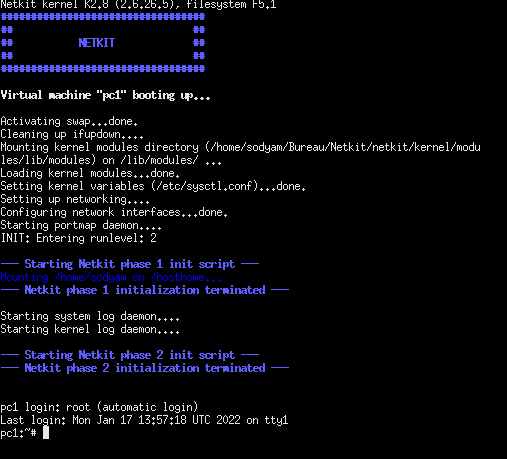 Netkit kernel K2.8 (2.6.26.5), filesystem F5.1
********************************
** **
** NETKIT **
** **
********************************
Virtual machine "pc1" booting up...
Activating swap...done.
Cleaning up ifupdown....
Mounting kernel modules directory (/home/sodyam/Bureau/Netkit/netkit/kernel/modu
les/lib/modules) on /lib/modules/ ...
Loading kernel modules...done.
Setting kernel variables (/etc/sysctl.conf)...done.
Setting up networking....
Configuring network interfaces...done.
Starting portmap daemon....
INIT: Entering runlevel: 2
--- Starting Netkit phase 1 init script ---
Mounting /home/sodyam on /hosthome...
--- Netkit phase 1 initialization terminated ---
Starting system log daemon....
Starting kernel log daemon....
--- Starting Netkit phase 2 init script ---
--- Netkit phase 2 initialization terminated ---
pc1 login: root (automatic login)
Last login: Mon Jan 17 13:57:18 UTC 2022 on tty1
pc1:~#